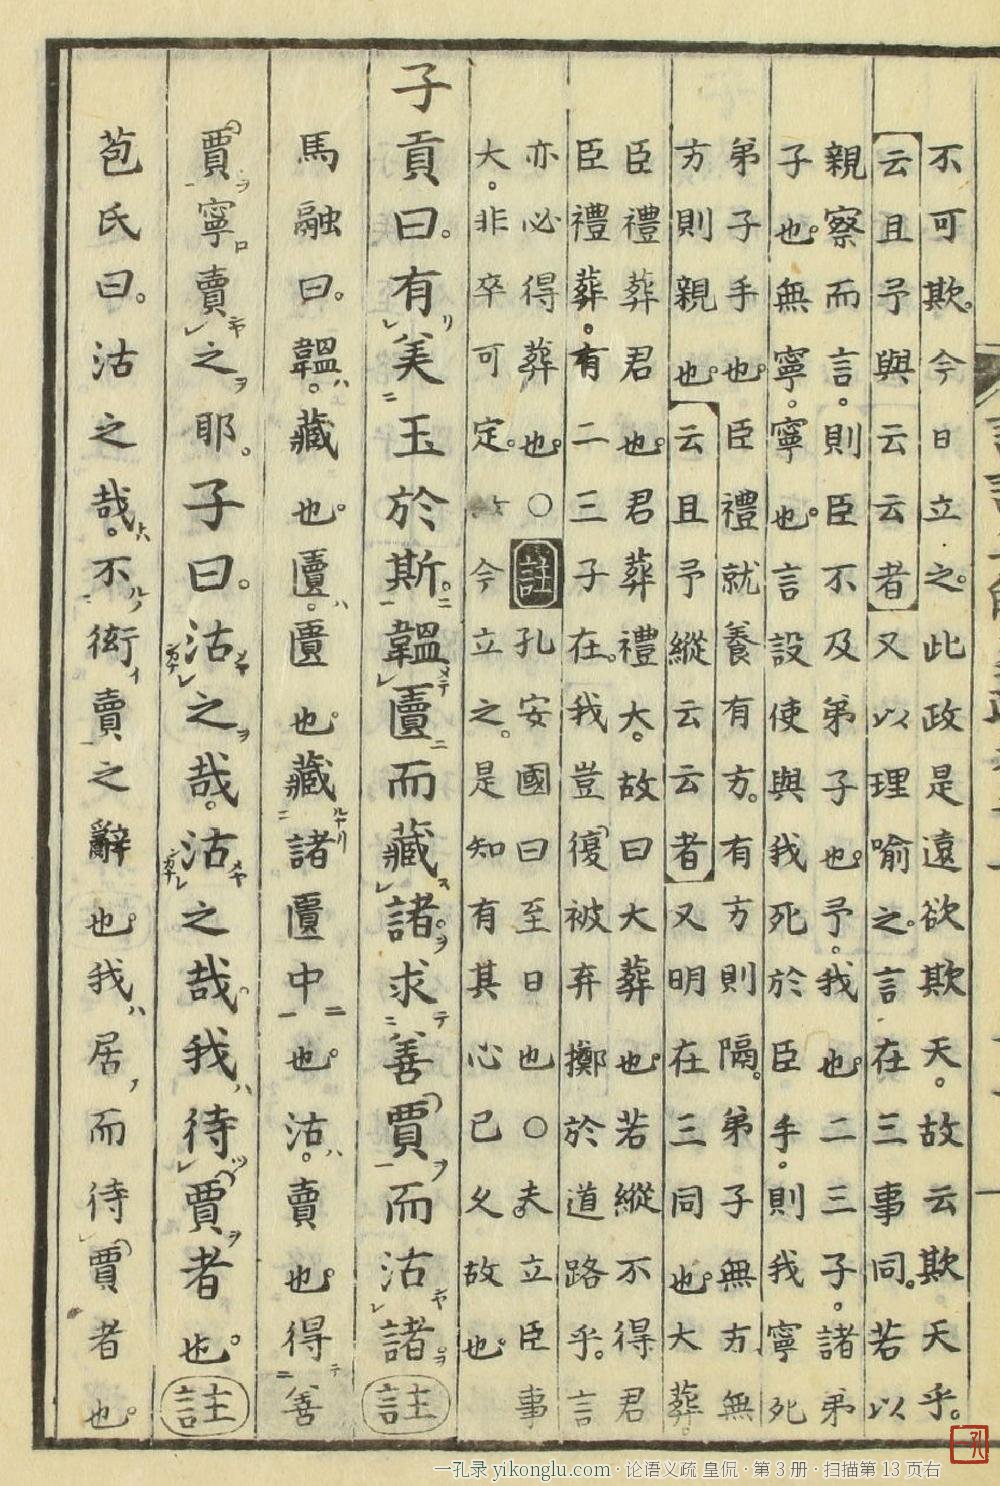 不可欺。今日立之。此政是遠欲欺天。故云欺天乎。
云且予與云云者又以理喻之。言在三事同。若以
親察而言。則臣不及弟子也。予。我也。二三子。諸弟
子也。無寧。寧也。言設使與我死於臣手。則我寧死
弟子手也。臣禮就養有方。有方則隔。弟子無方無
方則親也。云且予縱云云者又明在三同也。大葬。
臣禮葬君也。君葬禮大。故曰大葬也。若縱不得君
臣禮葬。有二三子在。我豈復被弃擲於道路乎。言
亦必得葬也。○註孔安國曰至日也○夫立臣事
大。非卒可定。今立之。是知有其心已久故也。
子貢曰。有美玉於斯。韞匵而藏諸。求善賈而沽諸。註
馬融曰。韞。藏也。匵。匱也。藏諸匱中也。沽。賣也。得善
賈。寧賣之耶。子曰。沽之哉。沽之哉。我待賈者也。註
苞氏曰。沽之哉。不衒賣之辭也。我居而待賈者也。
一孔
一孔录 yikonglu.com · 论语义疏 皇侃 · 第 3 册 · 扫描第 13 页右